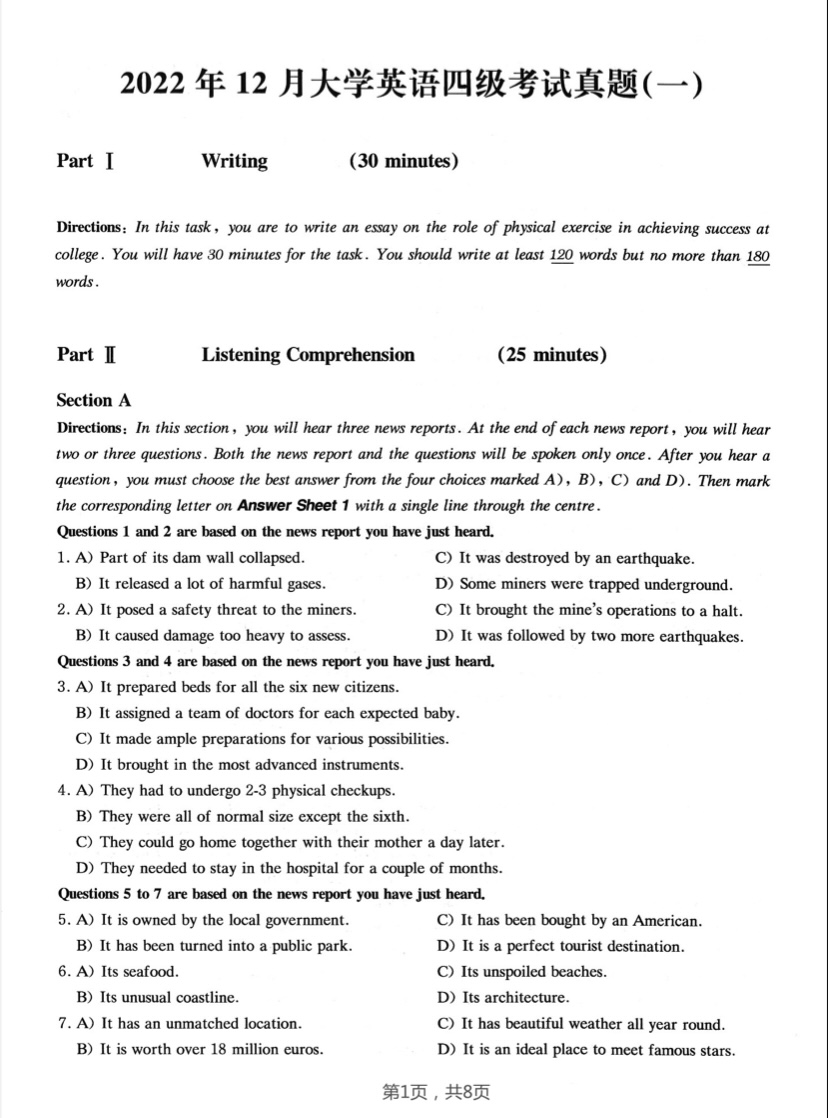 2022 年 12 月大学英语四级考试真题(一)
Part Ⅰ Writing (30 minutes)
Directions: In this task, you are to write an essay on the role of physical exercise in achieving success at
college. You will have 30 minutes for the task. You should write at least 120 words but no more than 180
words.
Part Ⅱ Listening Comprehension (25 minutes)
Section A
Directions: In this section, you will hear three news reports. At the end of each news report, you will hear
two or three questions. Both the news report and the questions will be spoken only once. After you hear a
question, you must choose the best answer from the four choices marked A), B), C) and D). Then mark
the corresponding letter on Answer Sheet 1 with a single line through the centre.
Questions 1 and 2 are based on the news report you have just heard.
1. A) Part of its dam wall collapsed. C) It was destroyed by an earthquake.
B) It released a lot of harmful gases. D) Some miners were trapped underground.
2. A) It posed a safety threat to the miners. C) It brought the mine's operations to a halt.
B) It caused damage too heavy to assess. D) It was followed by two more earthquakes.
Questions 3 and 4 are based on the news report you have just heard.
3. A) It prepared beds for all the six new citizens.
B) It assigned a team of doctors for each expected baby.
C) It made ample preparations for various possibilities.
D) It brought in the most advanced instruments.
4. A) They had to undergo 2-3 physical checkups.
B) They were all of normal size except the sixth.
C) They could go home together with their mother a day later.
D) They needed to stay in the hospital for a couple of months.
Questions 5 to 7 are based on the news report you have just heard.
5. A) It is owned by the local government. C) It has been bought by an American.
B) It has been turned into a public park. D) It is a perfect tourist destination.
6. A) Its seafood. C) Its unspoiled beaches.
B) Its unusual coastline. D) Its architecture.
7. A) It has an unmatched location. C) It has beautiful weather all year round.
B) It is worth over 18 million euros. D) It is an ideal place to meet famous stars.
第1页，共8页